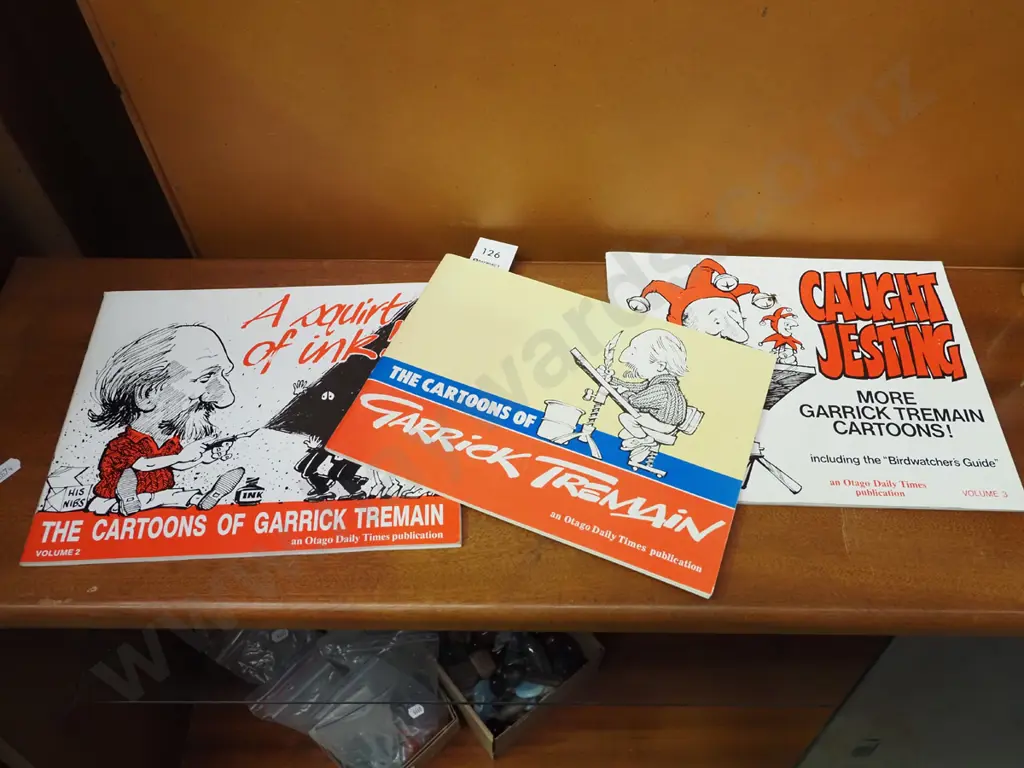 A squirt
of ink
HIS
NIBS
INK
THE CARTOONS OF GARRICK TREMAIN
an Otago Daily Times publication
VOLUME 2
126
THE CARTOONS OF
GARRICK TREMAIN
an Otago Daily Times publication
CAUGHT
JESTING
MORE
GARRICK TREMAIN
CARTOONS!
including the "Birdwatcher's Guide"
an Otago Daily Times
publication
VOLUME 3